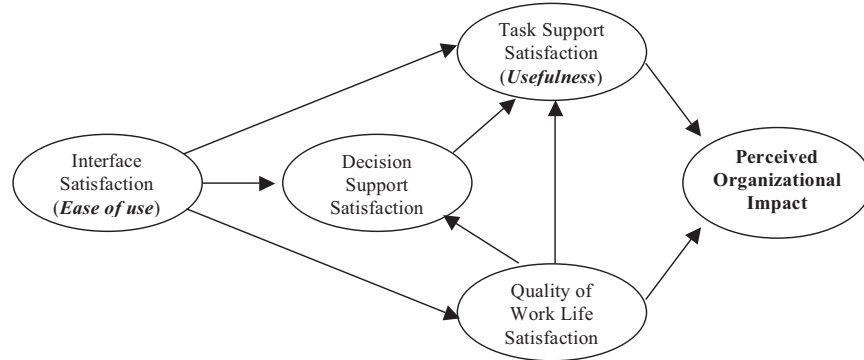 Task Support
Satisfaction
(Usefulness)
Interface
Satisfaction
(Ease of use)
Decision
Support
Satisfaction
Perceived
Organizational
Impact
Quality of
Work Life
Satisfaction